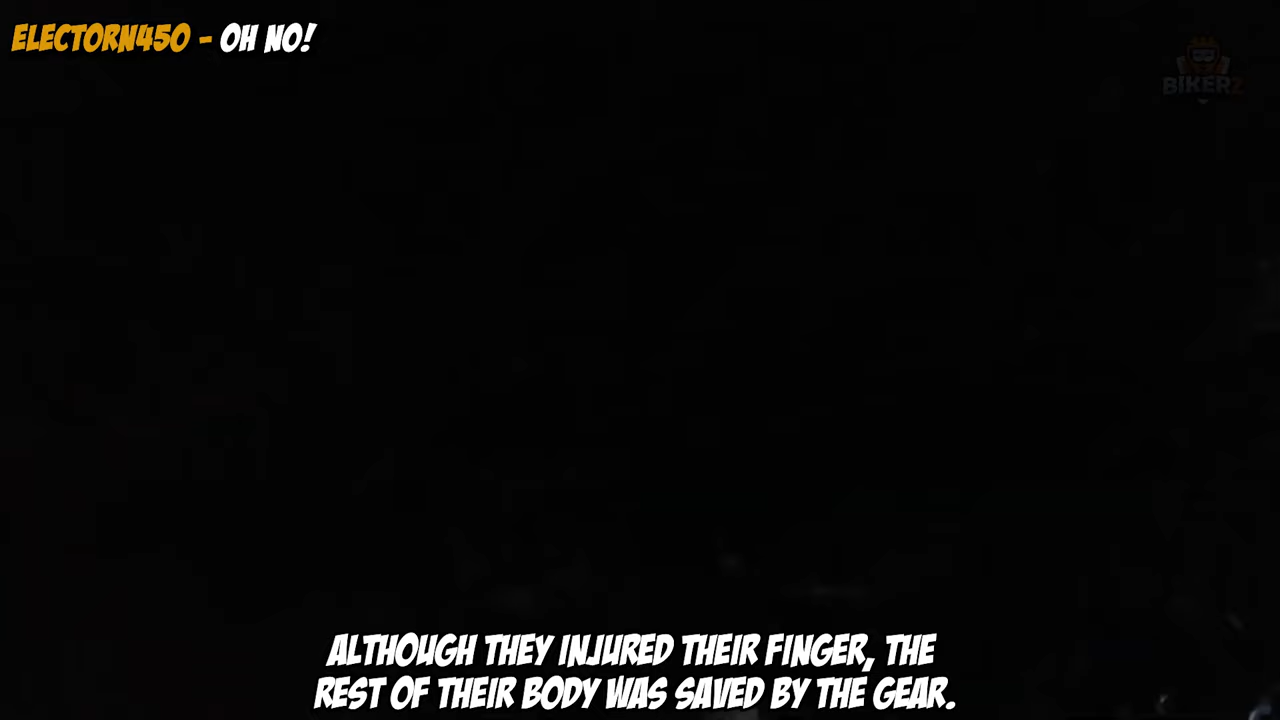 ELECTORN450 - OH NO!
BIKERZ
ALTHOUGH THEY INJURED THEIR FINGER, THE
REST OF THEIR BODY WAS SAVED BY THE GEAR.